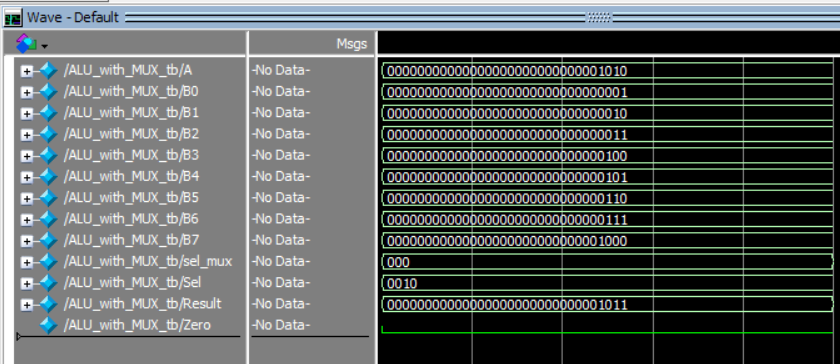 Wave - Default
Msgs
/ALU_with_MUX_tb/A -No Data- 00000000000000000000000000001010
/ALU_with_MUX_tb/B0 -No Data- 00000000000000000000000000000001
/ALU_with_MUX_tb/B1 -No Data- 00000000000000000000000000000010
/ALU_with_MUX_tb/B2 -No Data- 00000000000000000000000000000011
/ALU_with_MUX_tb/B3 -No Data- 00000000000000000000000000000100
/ALU_with_MUX_tb/B4 -No Data- 00000000000000000000000000000101
/ALU_with_MUX_tb/B5 -No Data- 00000000000000000000000000000110
/ALU_with_MUX_tb/B6 -No Data- 00000000000000000000000000000111
/ALU_with_MUX_tb/B7 -No Data- 00000000000000000000000000001000
/ALU_with_MUX_tb/sel_mux -No Data- 000
/ALU_with_MUX_tb/Sel -No Data- 0010
/ALU_with_MUX_tb/Result -No Data- 00000000000000000000000000001011
/ALU_with_MUX_tb/Zero -No Data-